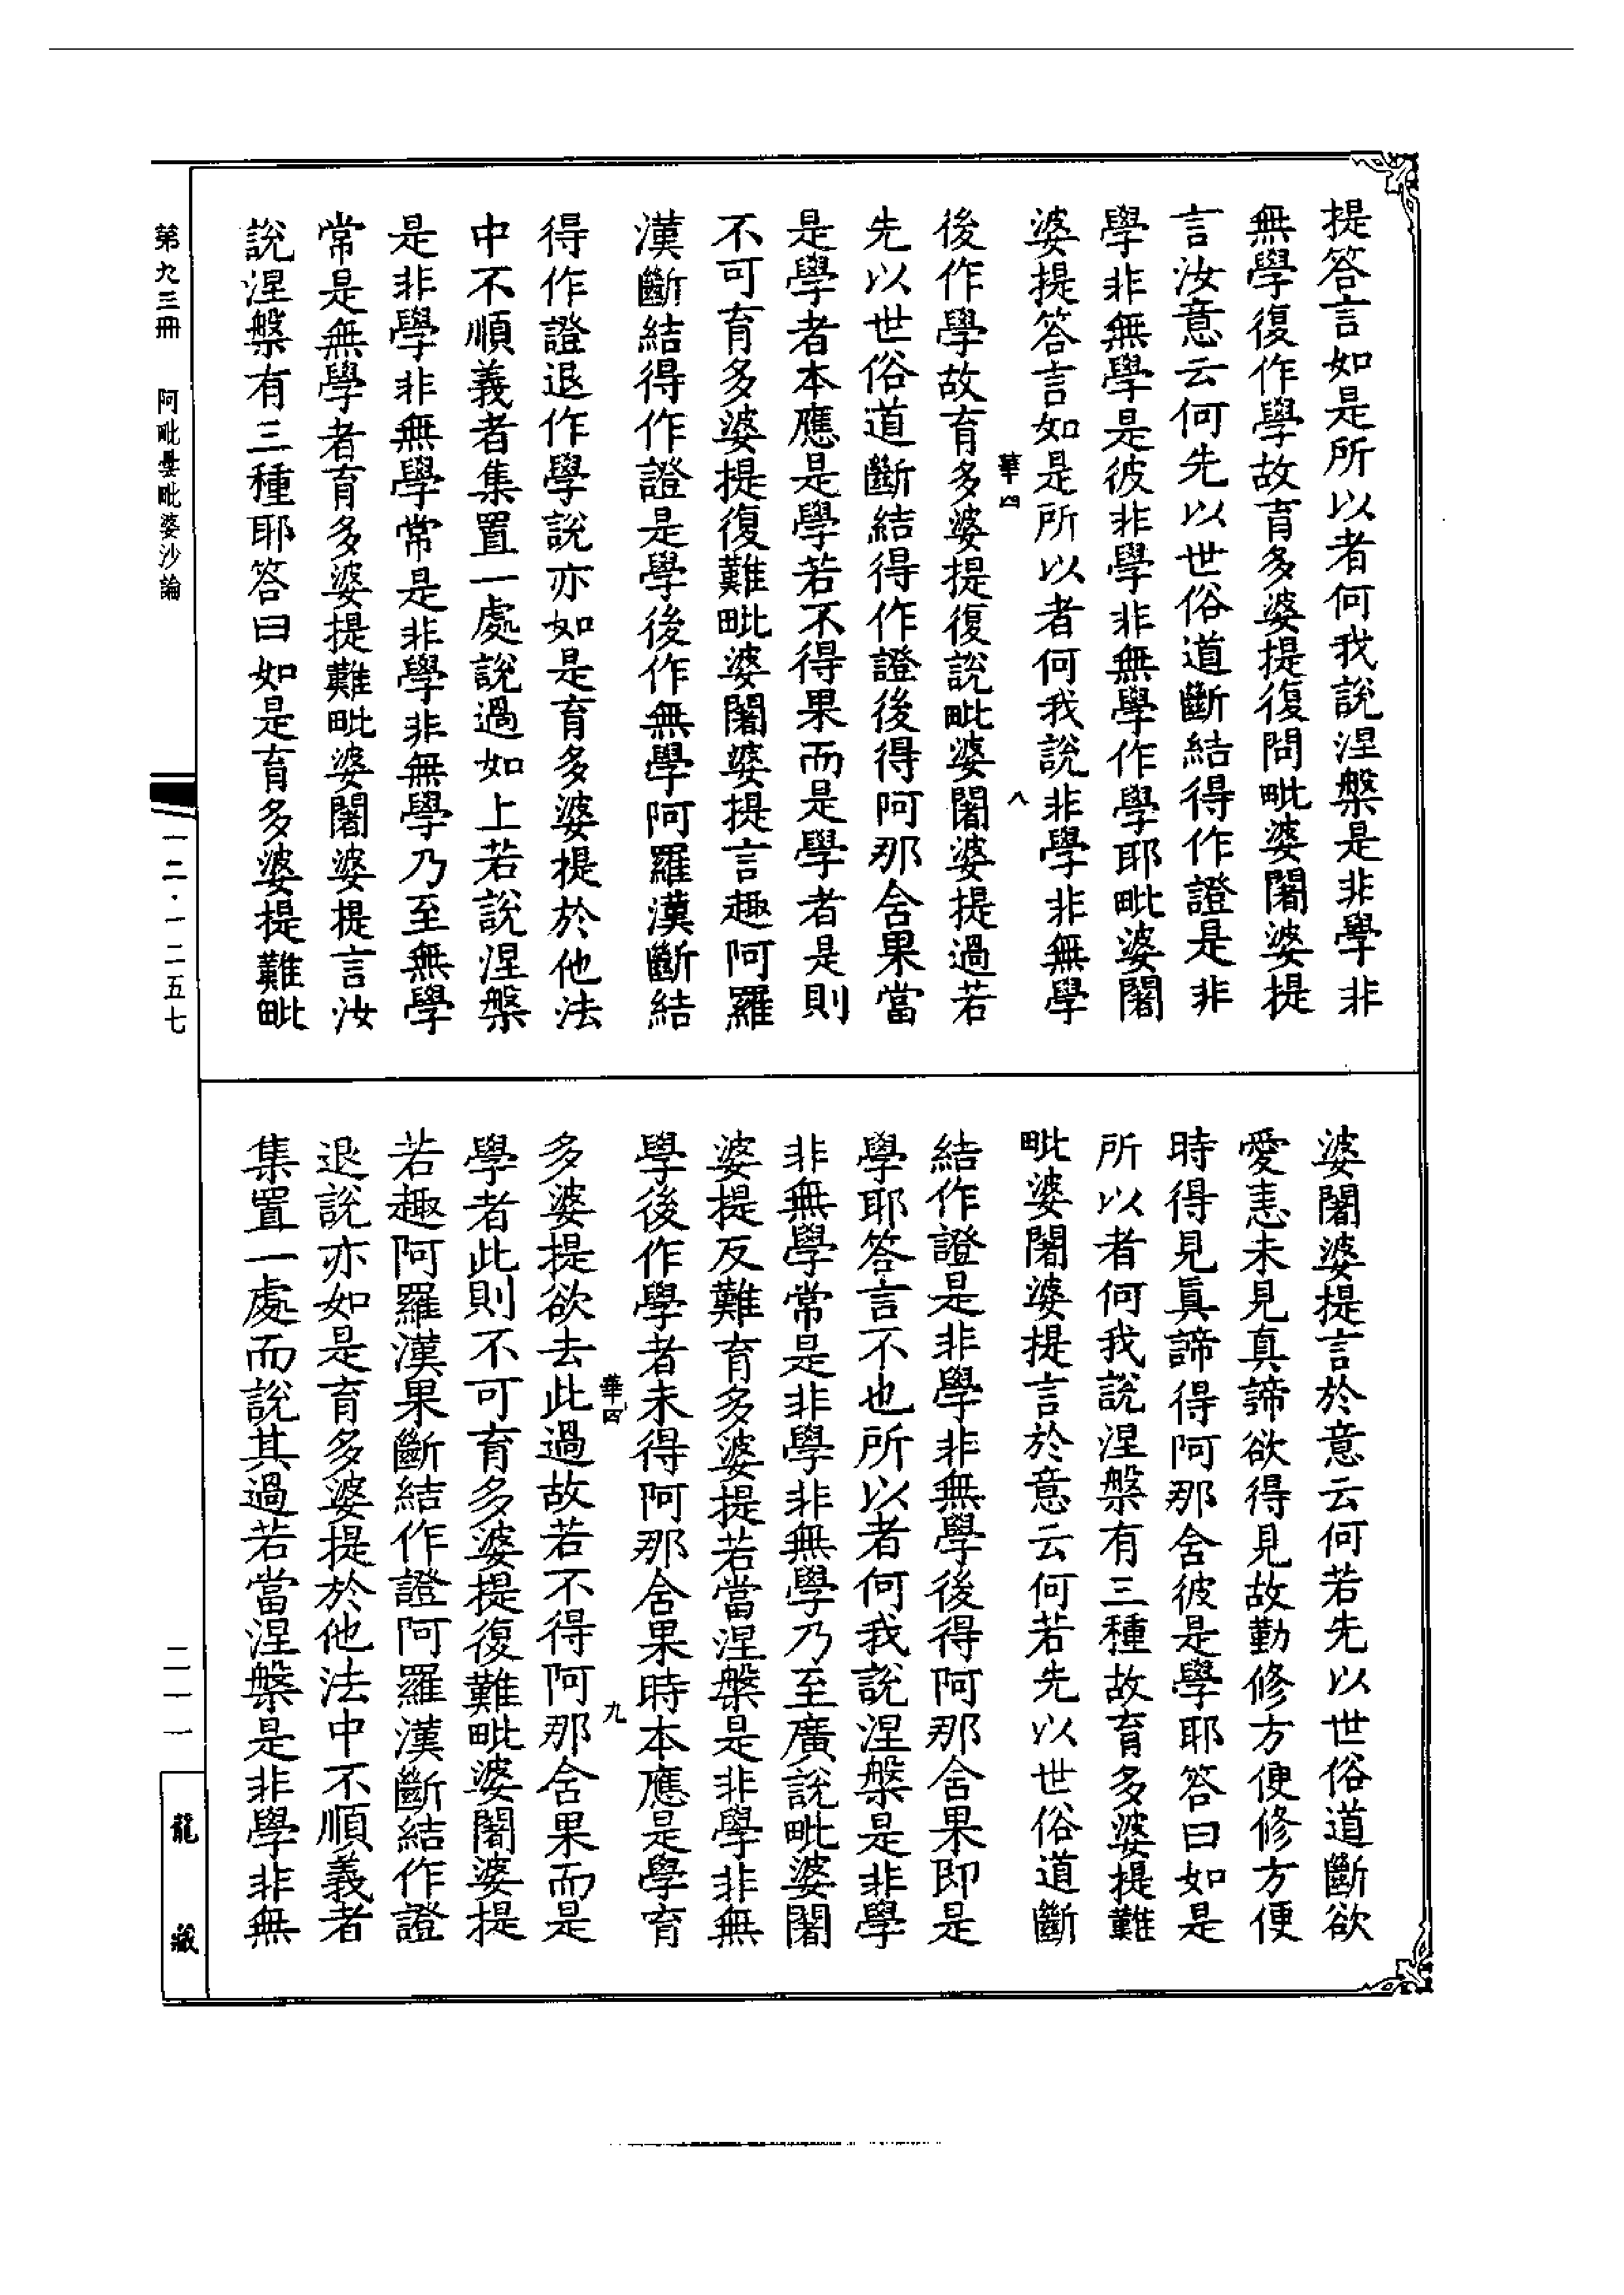 提答言如是所以者何我說涅槃是非學非
無學復作學故育多婆提復問毗婆闍婆提
言汝意云何先以世俗道斷結得作證是非
學非無學是彼非學非無學作學耶毗婆闍
婆提答言如是所以者何我說非學非無學
華四
八
後作學故育多婆提復說毗婆闍婆提過若
先以世俗道斷結得作證後得阿那含果當
是學者本應是學若不得果而是學者是則
不可育多婆提復難毗婆闍婆提言趣阿羅
漢斷結得作證是學後作無學阿羅漢斷結
得作證退作學說亦如是育多婆提於他法
中不順義者集置一處說過如上若說涅槃
是非學非無學常是非學非無學乃至無學
常是無學者育多婆提難毗婆闍婆提言汝
說涅槃有三種耶答曰如是育多婆提難毗
婆闍婆提言於意云何若先以世俗道斷欲
愛恚未見真諦欲得見故勤修方便修方便
時得見真諦得阿那含彼是學耶答曰如是
所以者何我說涅槃有三種故育多婆提難
毗婆闍婆提言於意云何若先以世俗道斷
結作證是非學非無學後得阿那含果即是
學耶答言不也所以者何我說涅槃是非學
非無學常是非學非無學乃至廣說毗婆闍
婆提反難育多婆提若當涅槃是非學非無
學後作學者未得阿那含果時本應是學育
華四
九
多婆提欲去此過故若不得阿那含果而是
學者此則不可育多婆提復難毗婆闍婆提
若趣阿羅漢果斷結作證阿羅漢斷結作證
退說亦如是育多婆提於他法中不順義者
集置一處而說其過若當涅槃是非學非無
第九三冊 阿毗曇毗婆沙論
一二·一二五七
二一一
龍藏